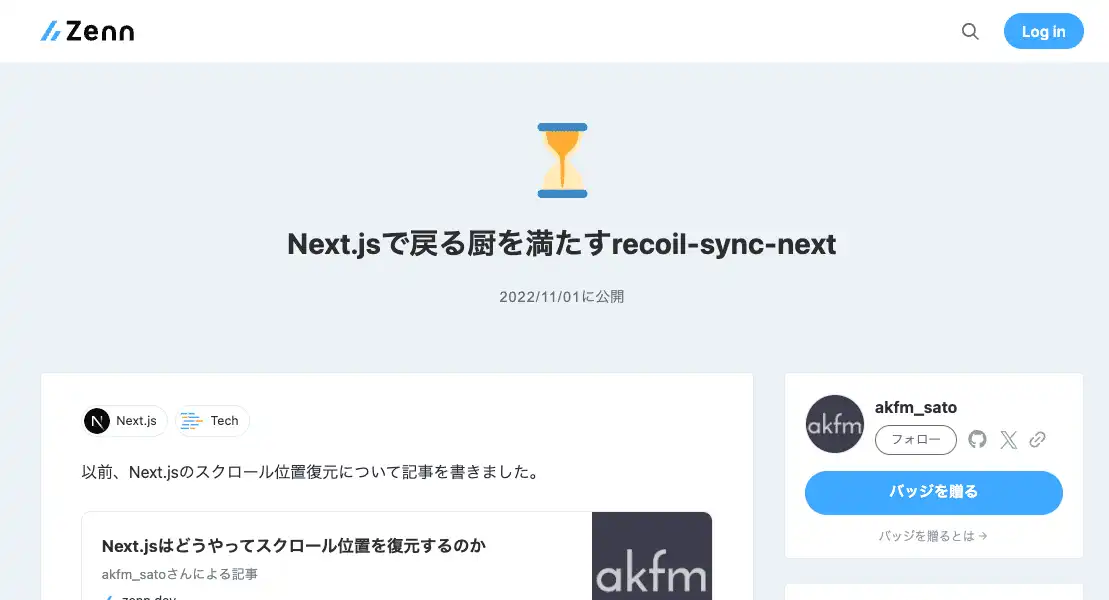 Zenn
Log in
Next.jsで戻る厨を満たすrecoil-sync-next
2022/11/01に公開
Next.js
Tech
以前、Next.jsのスクロール位置復元について記事を書きました。
Next.jsはどうやってスクロール位置を復元するのか
akfm_satoさんによる記事
zenn.dev
akfm
akfm
akfm_sato
フォロー
バッジを贈る
バッジを贈るとは→